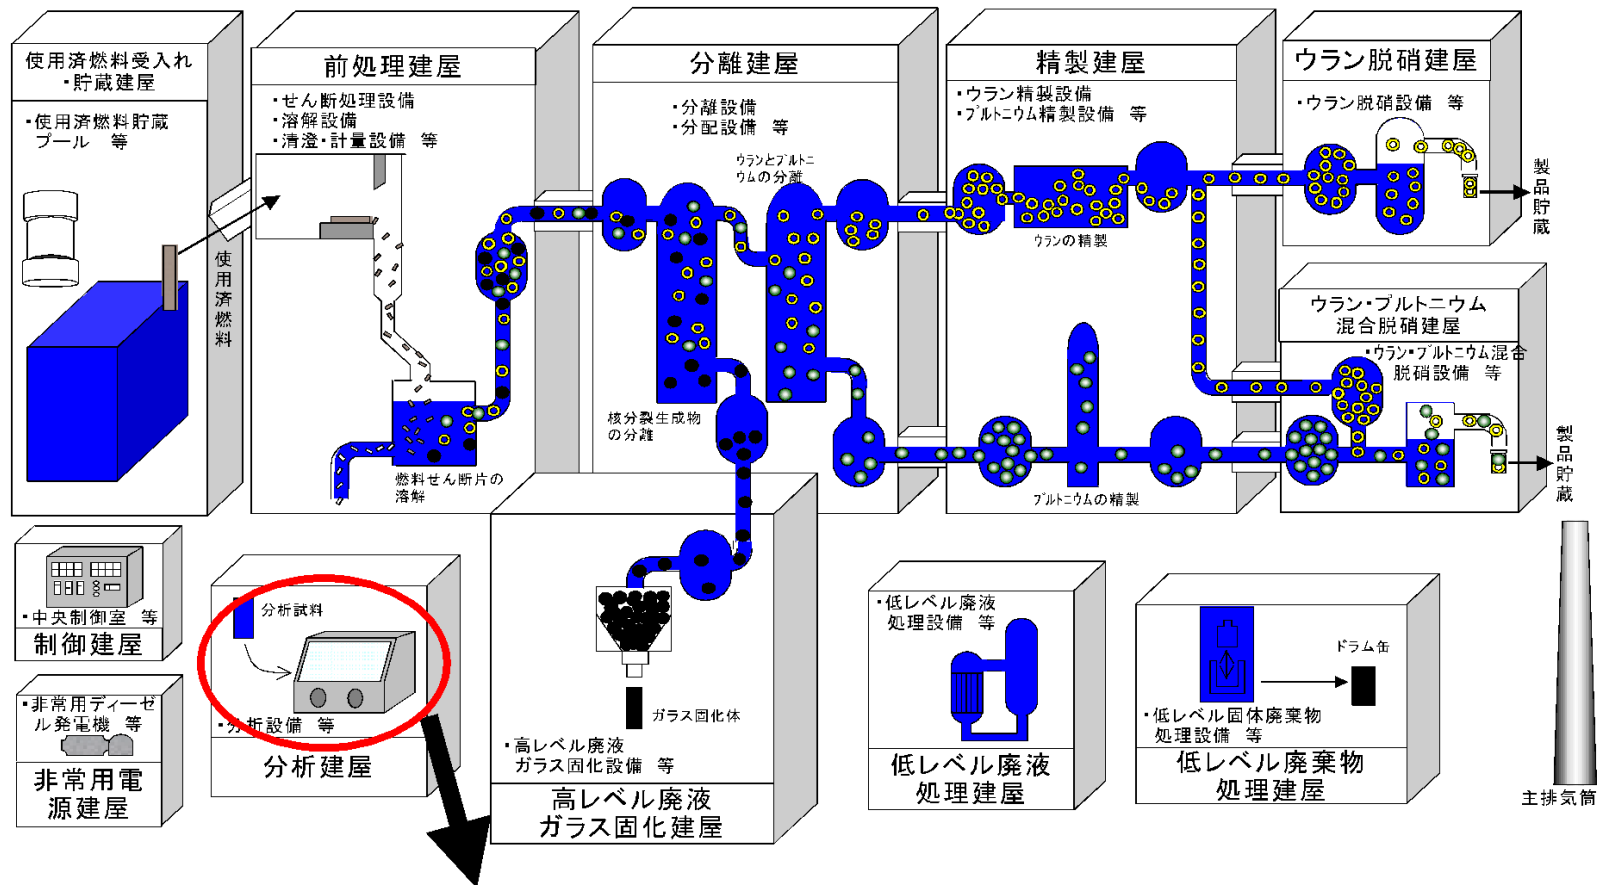 使用済燃料受入れ
・貯蔵建屋
・使用済燃料貯蔵
プール 等
使用済燃料
前処理建屋
・せん断処理設備
・溶解設備
・清澄・計量設備 等
燃料せん断片の
溶解
分離建屋
・分離設備
・分配設備 等
ウランとプルトニ
ウムの分離
核分裂生成物
の分離
精製建屋
・ウラン精製設備
・プルトニウム精製設備 等
ウランの精製
プルトニウムの精製
ウラン脱硝建屋
・ウラン脱硝設備 等
製品貯蔵
ウラン・プルトニウム
混合脱硝建屋
・ウラン・プルトニウム混合
脱硝設備 等
製品貯蔵
・中央制御室 等
制御建屋
・非常用ディーゼ
ル発電機 等
非常用電
源建屋
分析試料
・分析設備 等
分析建屋
ガラス固化体
・高レベル廃液
ガラス固化設備 等
高レベル廃液
ガラス固化建屋
・低レベル廃液
処理設備 等
低レベル廃液
処理建屋
ドラム缶
・低レベル固体廃棄物
処理設備 等
低レベル廃棄物
処理建屋
主排気筒